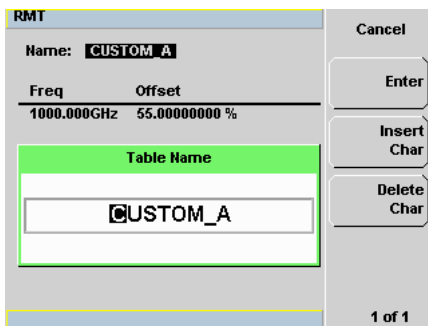 RMT
Name: CUSTOM_A
Freq Offset
1000.000GHz 55.00000000 %
Table Name
CUSTOM_A
Cancel
Enter
Insert
Char
Delete
Char
1 of 1